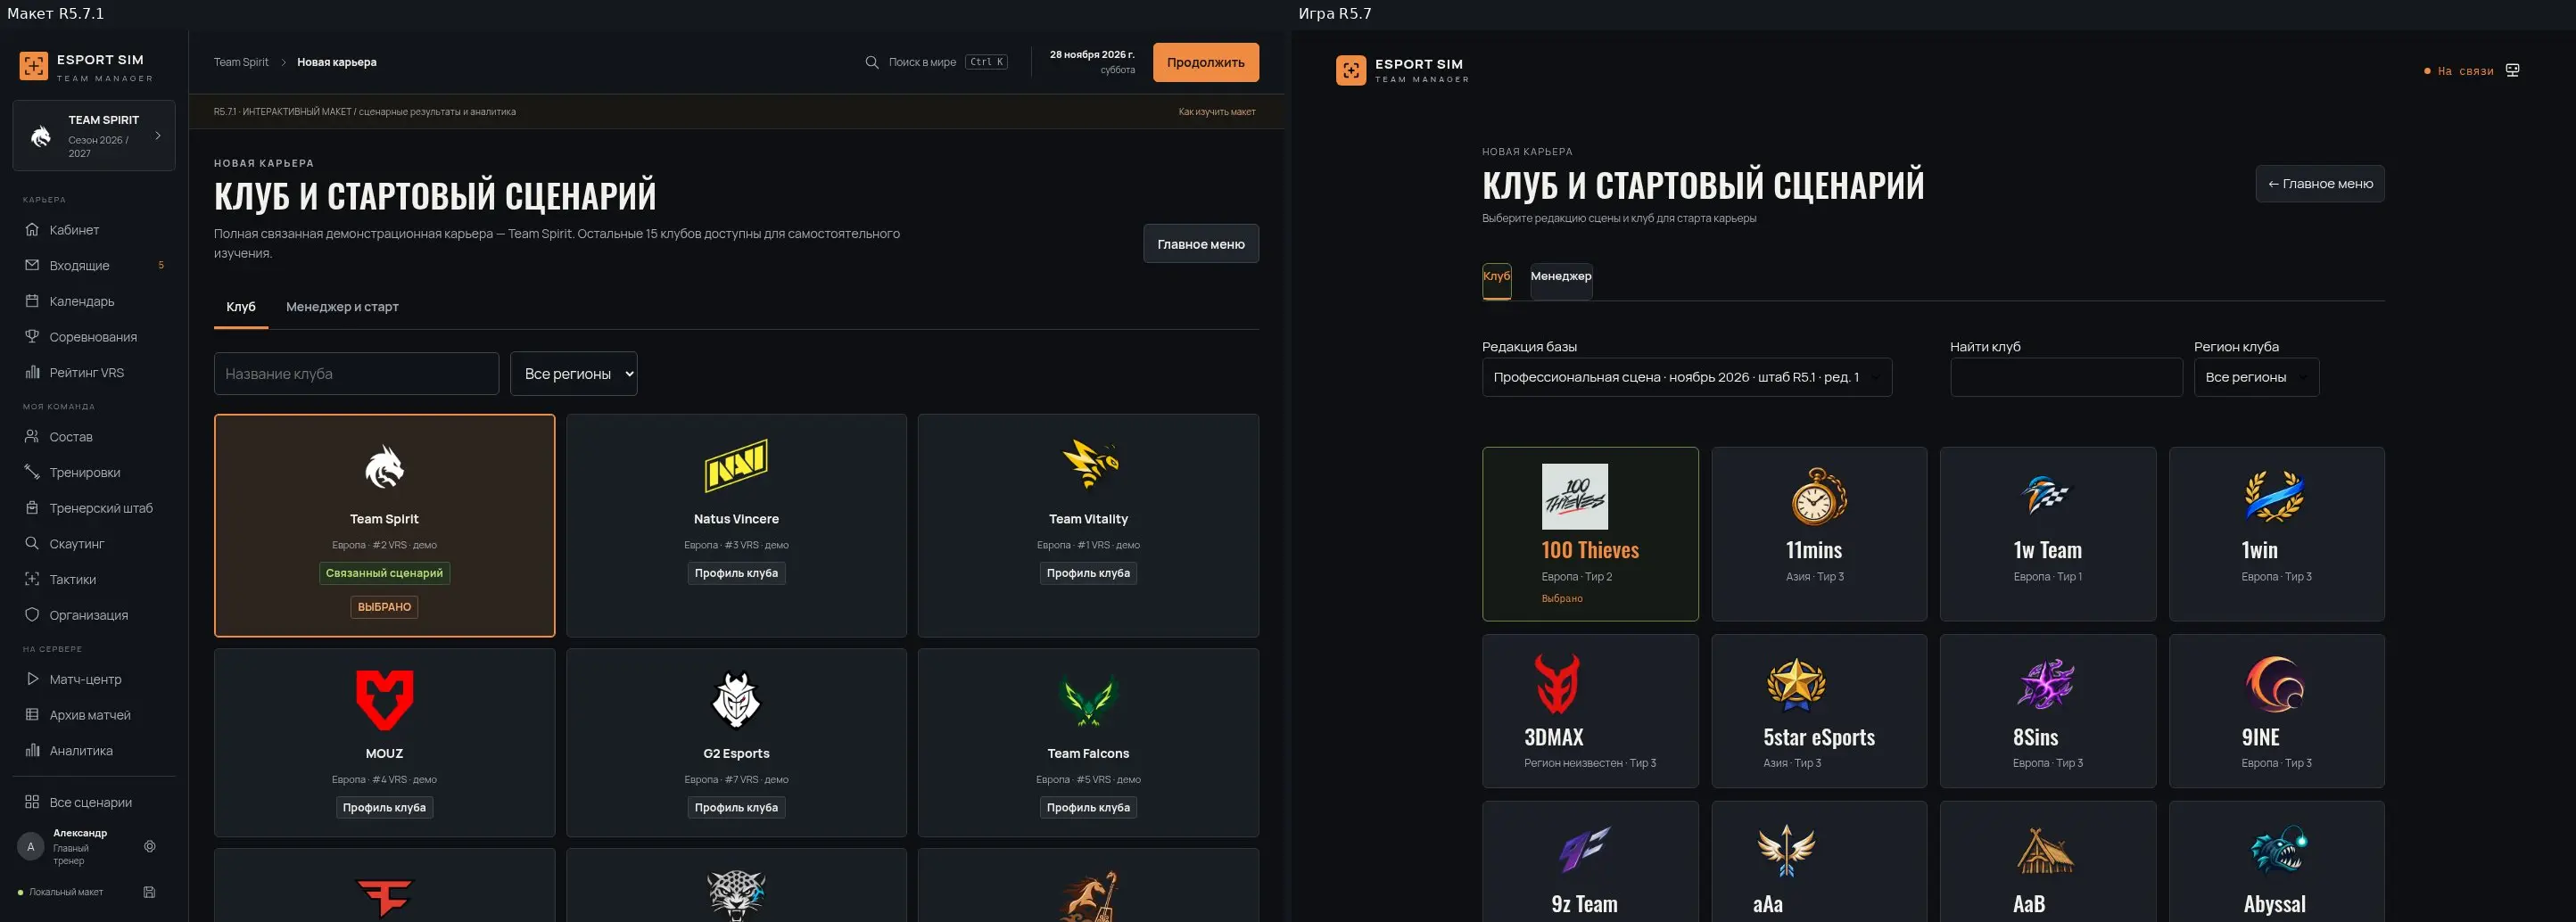 Макет R5.7.1
ESPORT SIM
TEAM MANAGER
TEAM SPIRIT
Сезон 2026 /
2027
КАРЬЕРА
Кабинет
Входящие 5
Календарь
Соревнования
Рейтинг VRS
МОЯ КОМАНДА
Состав
Тренировки
Тренерский штаб
Скаутинг
Тактики
Организация
НА СЕРВЕРЕ
Матч-центр
Архив матчей
Аналитика
Все сценарии
А
Александр
Главный
тренер
Локальный макет
Team Spirit > Новая карьера
Поиск в мире Ctrl K
28 ноября 2026 г.
суббота
Продолжить
R5.7.1 · ИНТЕРАКТИВНЫЙ МАКЕТ / сценарные результаты и аналитика
Как изучить макет
НОВАЯ КАРЬЕРА
КЛУБ И СТАРТОВЫЙ СЦЕНАРИЙ
Полная связанная демонстрационная карьера — Team Spirit. Остальные 15 клубов доступны для самостоятельного
изучения.
Главное меню
Клуб Менеджер и старт
Название клуба Все регионы
Team Spirit
Европа · #2 VRS · демо
Связанный сценарий
ВЫБРАНО
NAVI
Natus Vincere
Европа · #3 VRS · демо
Профиль клуба
Team Vitality
Европа · #1 VRS · демо
Профиль клуба
MOUZ
Европа · #4 VRS · демо
Профиль клуба
G2 Esports
Европа · #7 VRS · демо
Профиль клуба
Team Falcons
Европа · #5 VRS · демо
Профиль клуба
Игра R5.7
ESPORT SIM
TEAM MANAGER
На связи
НОВАЯ КАРЬЕРА
КЛУБ И СТАРТОВЫЙ СЦЕНАРИЙ
Выберите редакцию сцены и клуб для старта карьеры
← Главное меню
Клуб Менеджер
Редакция базы
Профессиональная сцена · ноябрь 2026 · штаб R5.1 · ред. 1
Найти клуб
Регион клуба
Все регионы
100 THIEVES
100 Thieves
Европа · Тир 2
Выбрано
11mins
Азия · Тир 3
1w Team
Европа · Тир 1
1win
Европа · Тир 3
3DMAX
Регион неизвестен · Тир 3
5star eSports
Азия · Тир 3
8Sins
Европа · Тир 3
9INE
Европа · Тир 3
9z Team
aAa
AaB
Abyssal